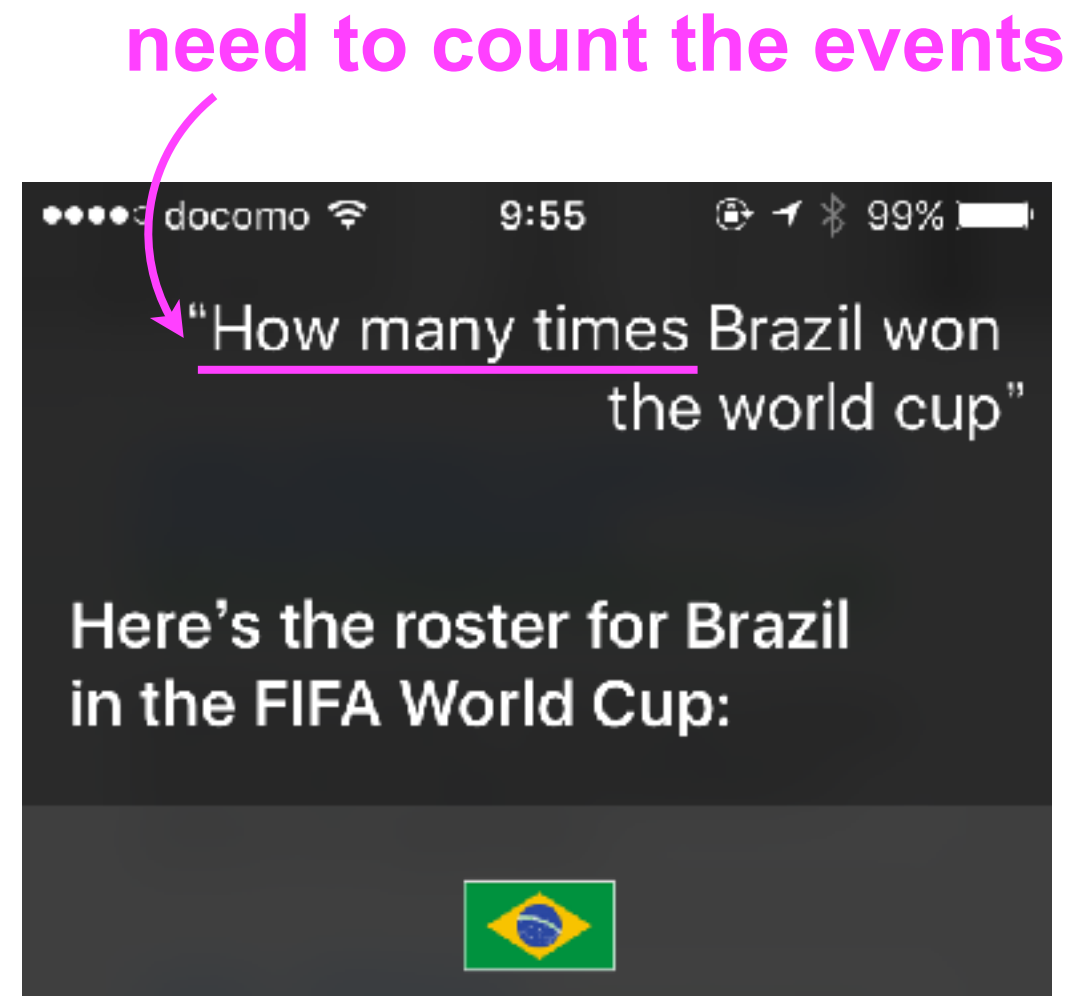 need to count the events
docomo 9:55 99%
“How many times Brazil won
the world cup”
Here’s the roster for Brazil
in the FIFA World Cup: